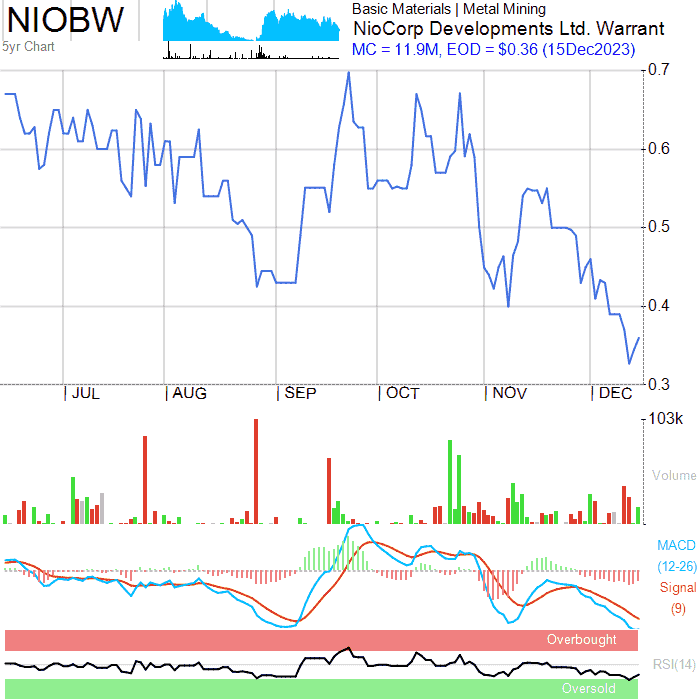 NIOBW
5yr Chart
Basic Materials | Metal Mining
NioCorp Developments Ltd. Warrant
MC = 11.9M, EOD = $0.36 (15Dec2023)
0.7
0.6
0.5
0.4
0.3
| JUL | AUG | SEP | OCT | NOV | DEC
103k
Volume
MACD
(12-26)
Signal
(9)
Overbought
RSI(14)
Oversold